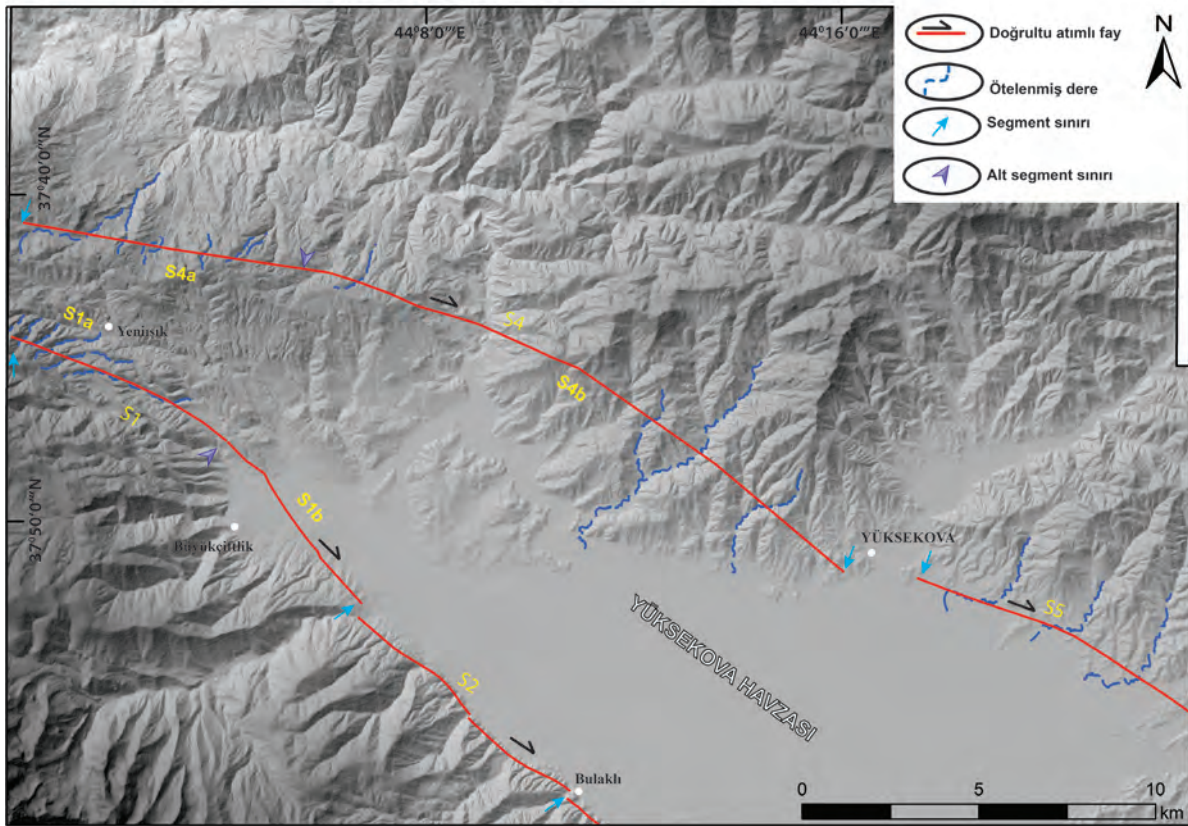 44°8'0'''E
44°16'0'''E
N
Doğrultu atımlı fay
Ötelenmiş dere
Segment sınırı
Alt segment sınırı
37°40'0'''N
S4a
S1a
Yeniışık
S4
S4b
S1
S1b
37°50'0'''N
Büyükçiftlik
YÜKSEKOVA
S5
YÜKSEKOVA HAVZASI
S2
Bulaklı
0
5
10
km